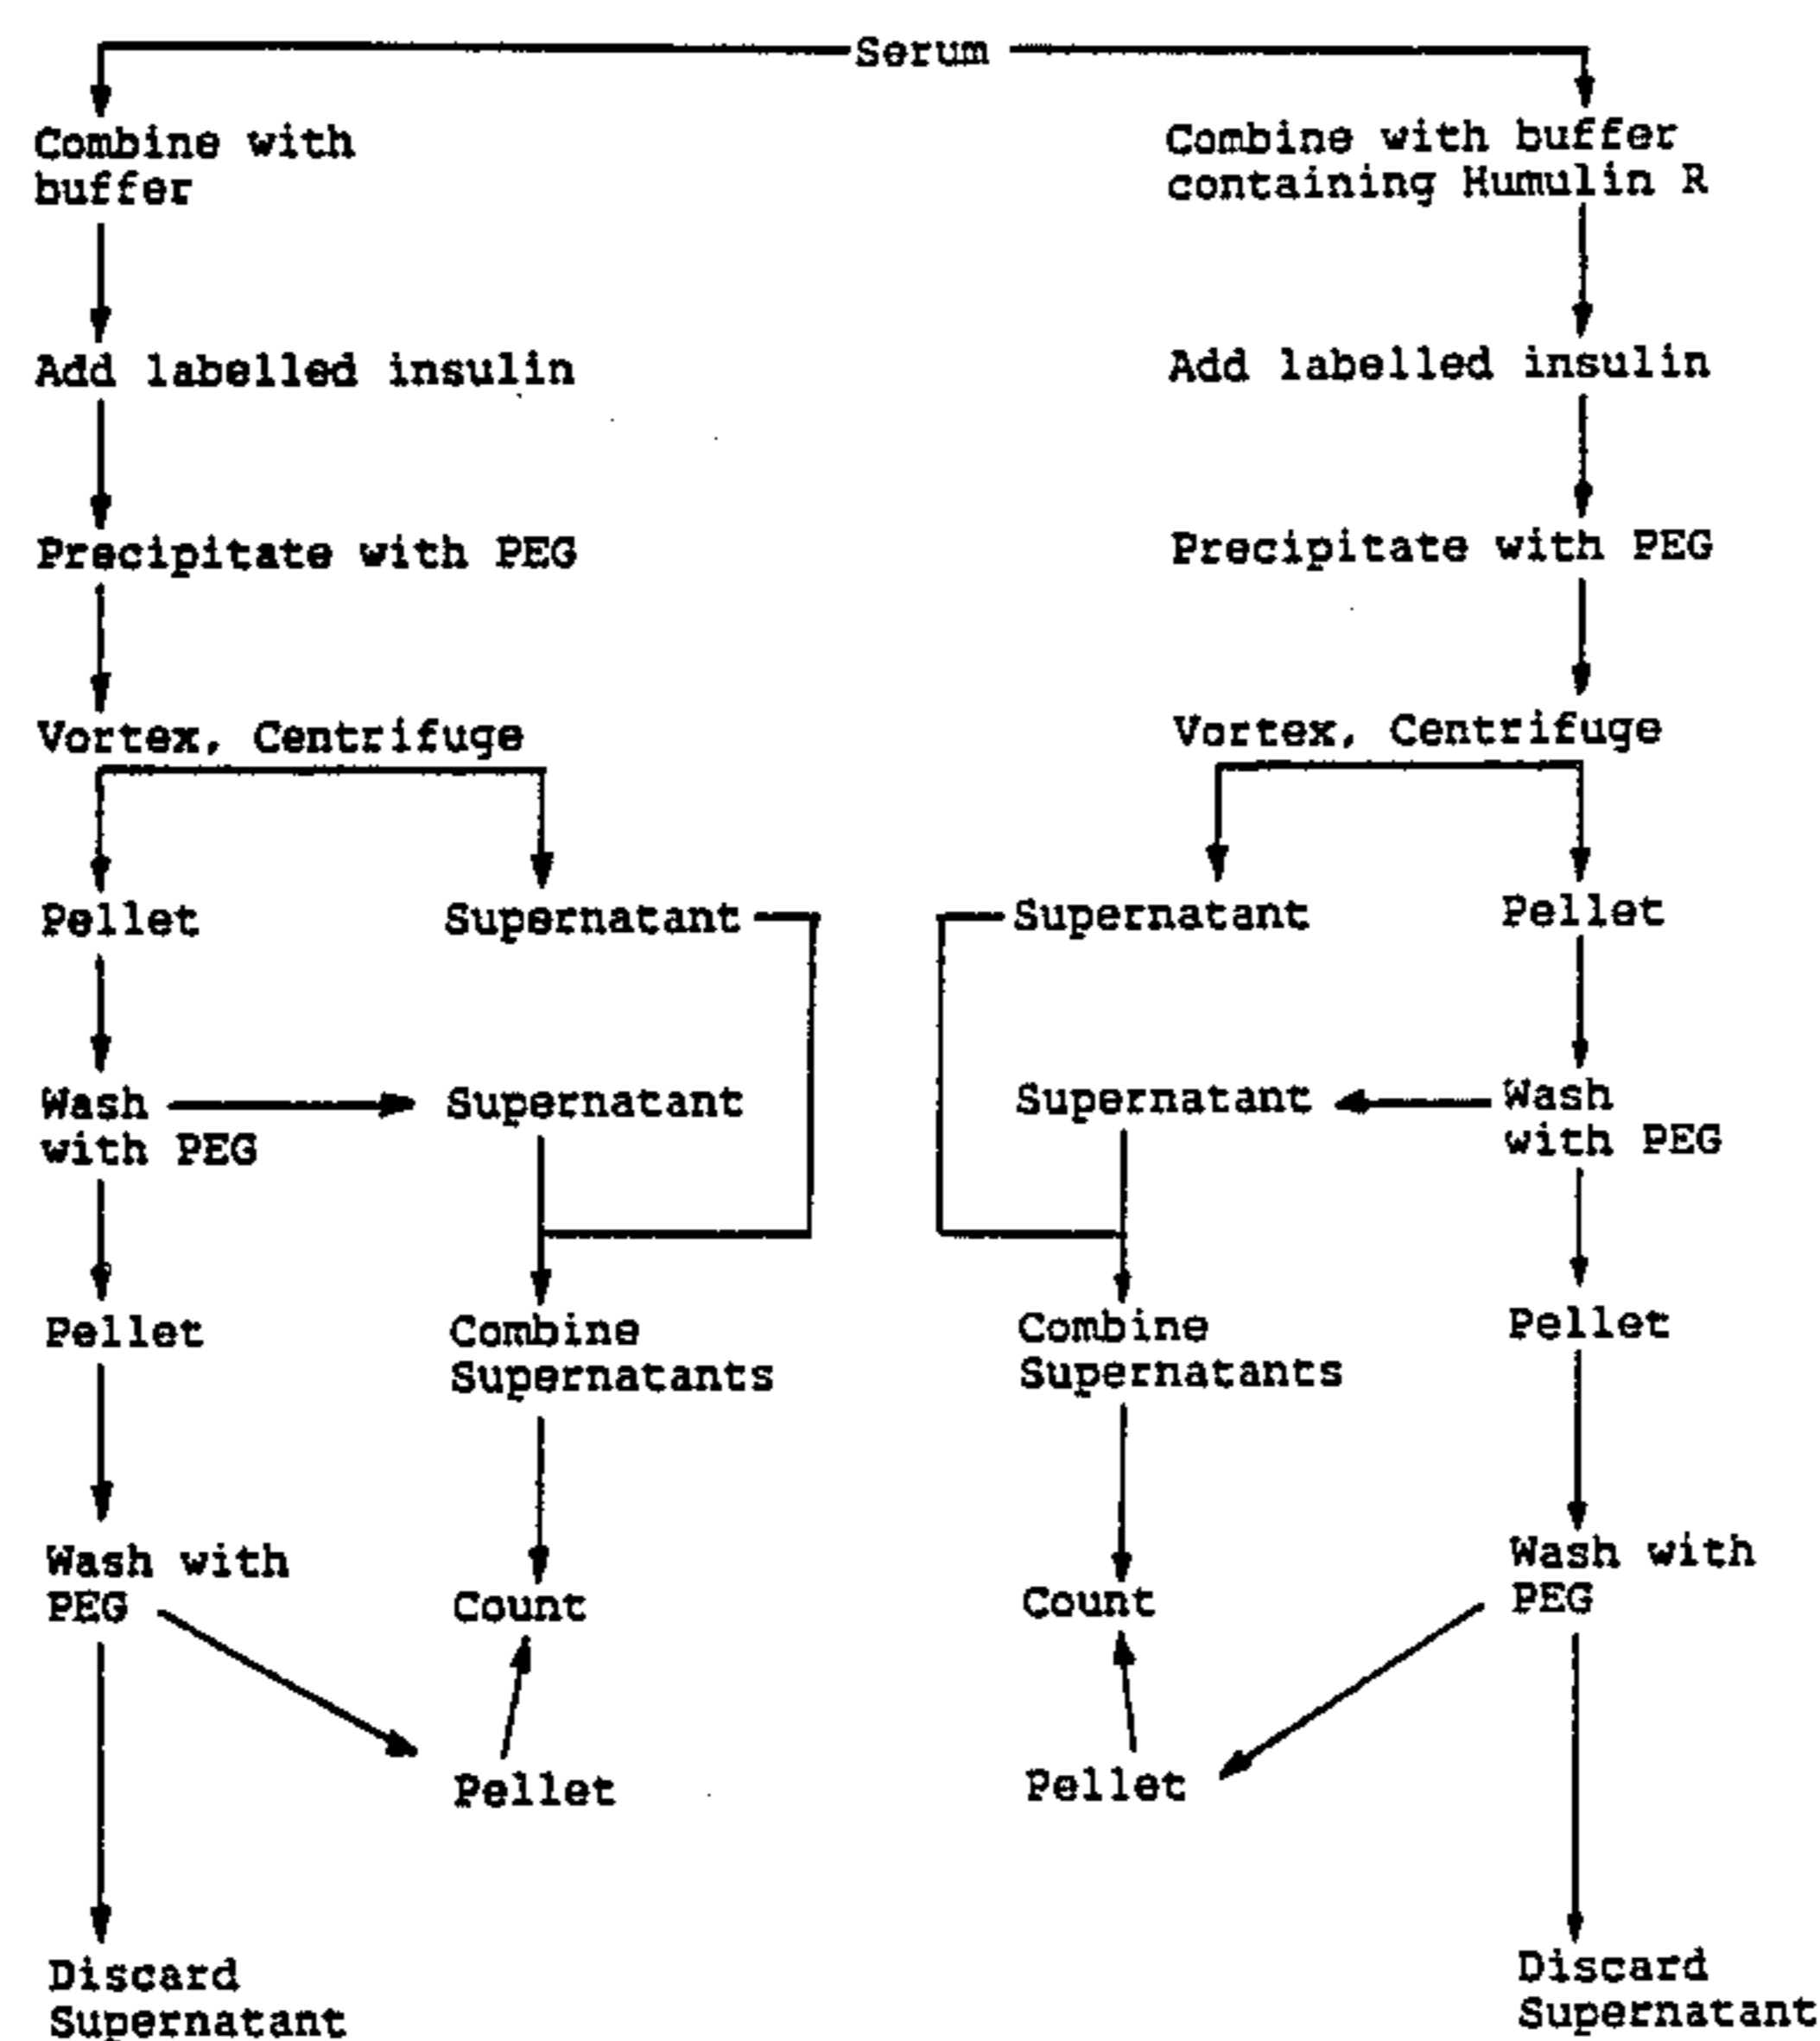 Serum
Combine with
buffer
Combine with buffer
containing Humulin R
Add labelled insulin
Add labelled insulin
Precipitate with PEG
Precipitate with PEG
Vortex, Centrifuge
Vortex, Centrifuge
Pellet
Supernatant
Supernatant
Pellet
Wash
with PEG
Supernatant
Supernatant
Wash
with PEG
Pellet
Combine
Supernatants
Combine
Supernatants
Pellet
Wash with
PEG
Count
Count
Wash with
PEG
Pellet
Pellet
Discard
Supernatant
Discard
Supernatant